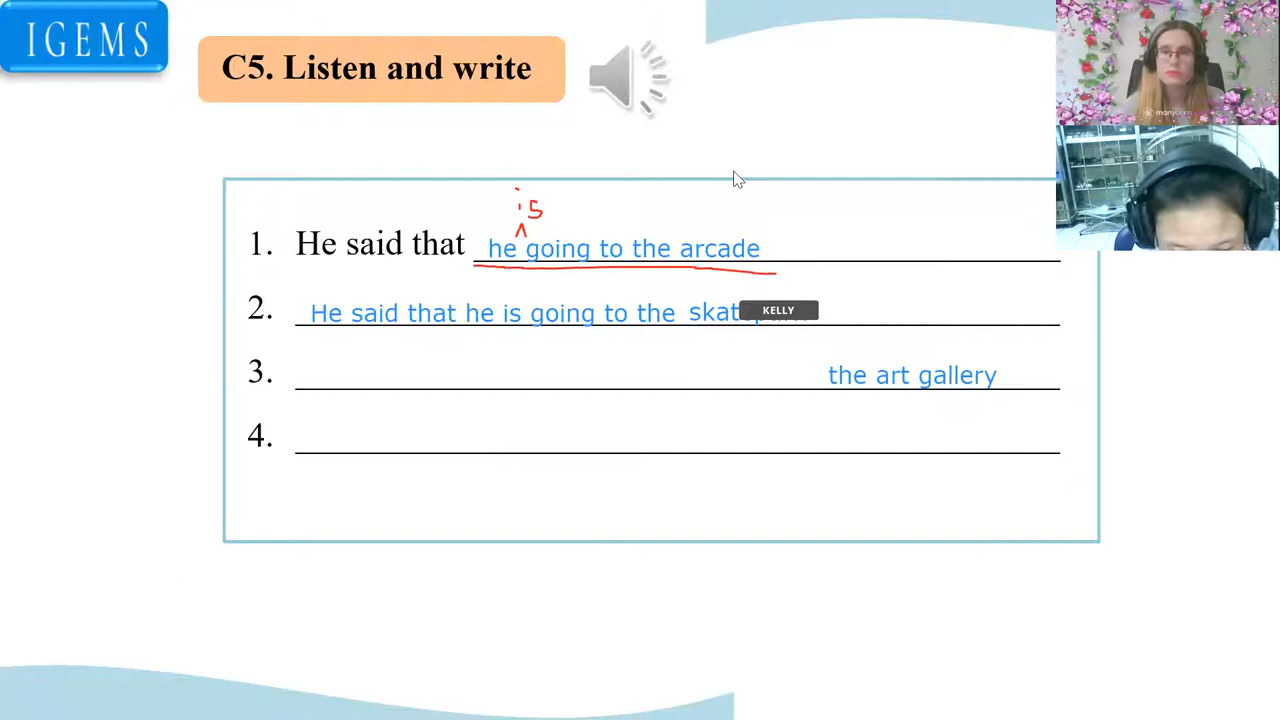 IGEMS
C5. Listen and write
is
1. He said that he going to the arcade
2. He said that he is going to the
KELLY
3. the art gallery
4.